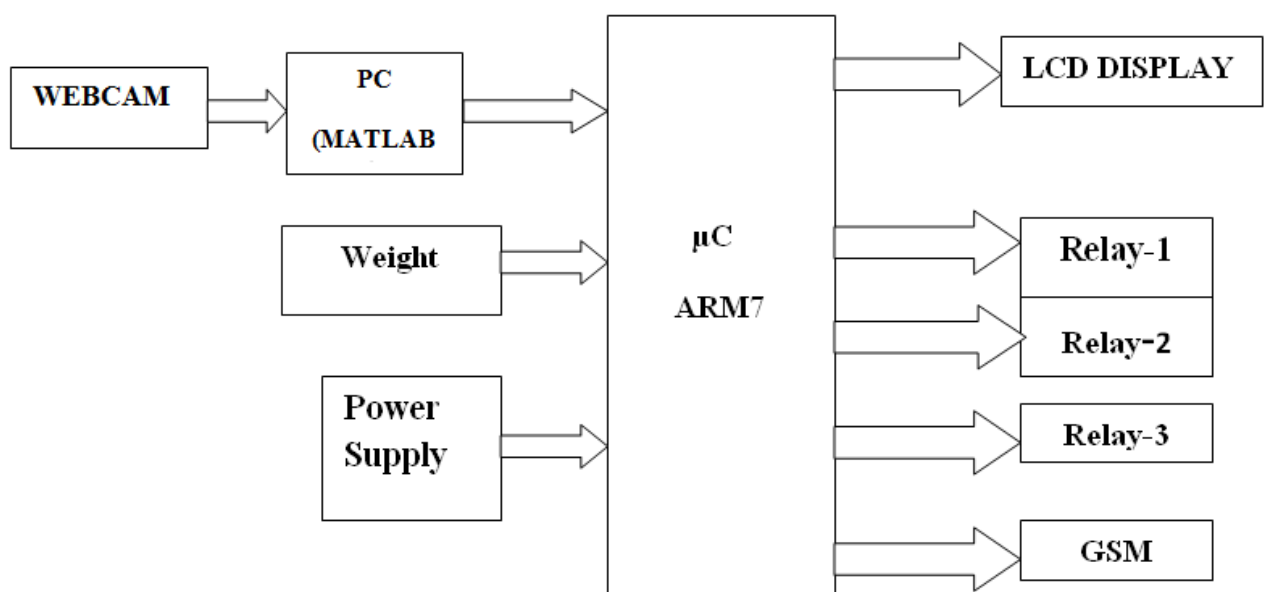 WEBCAM
PC
(MATLAB
Weight
Power
Supply
µC
ARM7
LCD DISPLAY
Relay-1
Relay-2
Relay-3
GSM